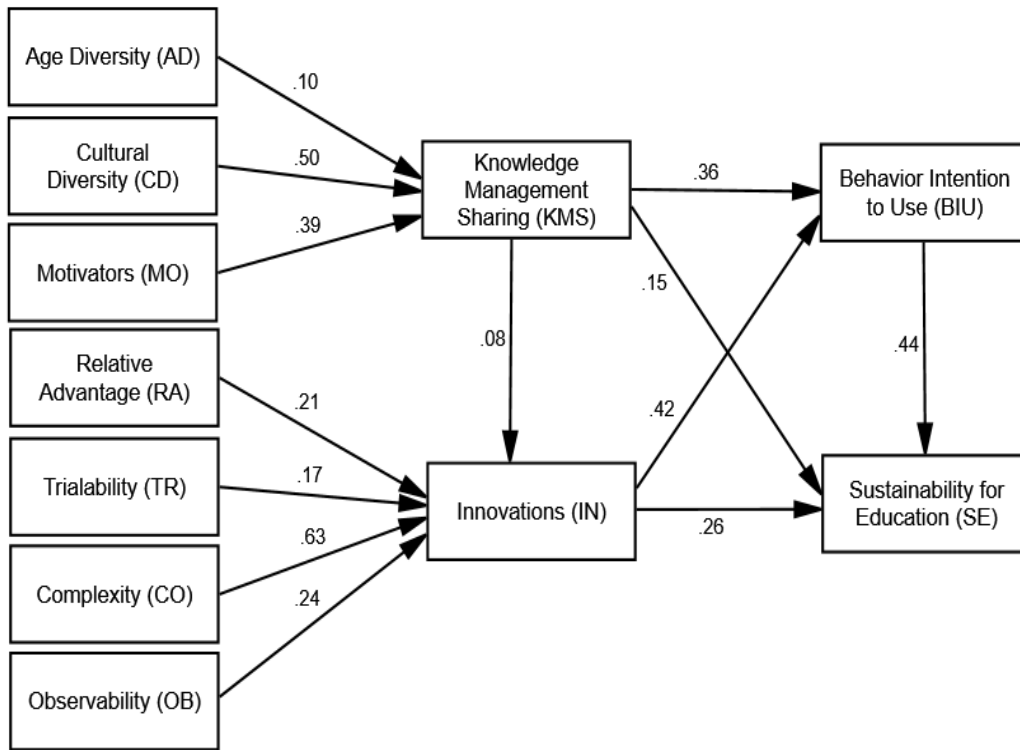 Age Diversity (AD)
.10
Cultural
Diversity (CD)
.50
Knowledge
Management
Sharing (KMS)
.36
Behavior Intention
to Use (BIU)
.39
Motivators (MO)
.15
.08
.44
Relative
Advantage (RA)
.21
.42
Trialability (TR)
.17
Innovations (IN)
.26
Sustainability for
Education (SE)
.63
Complexity (CO)
.24
Observability (OB)